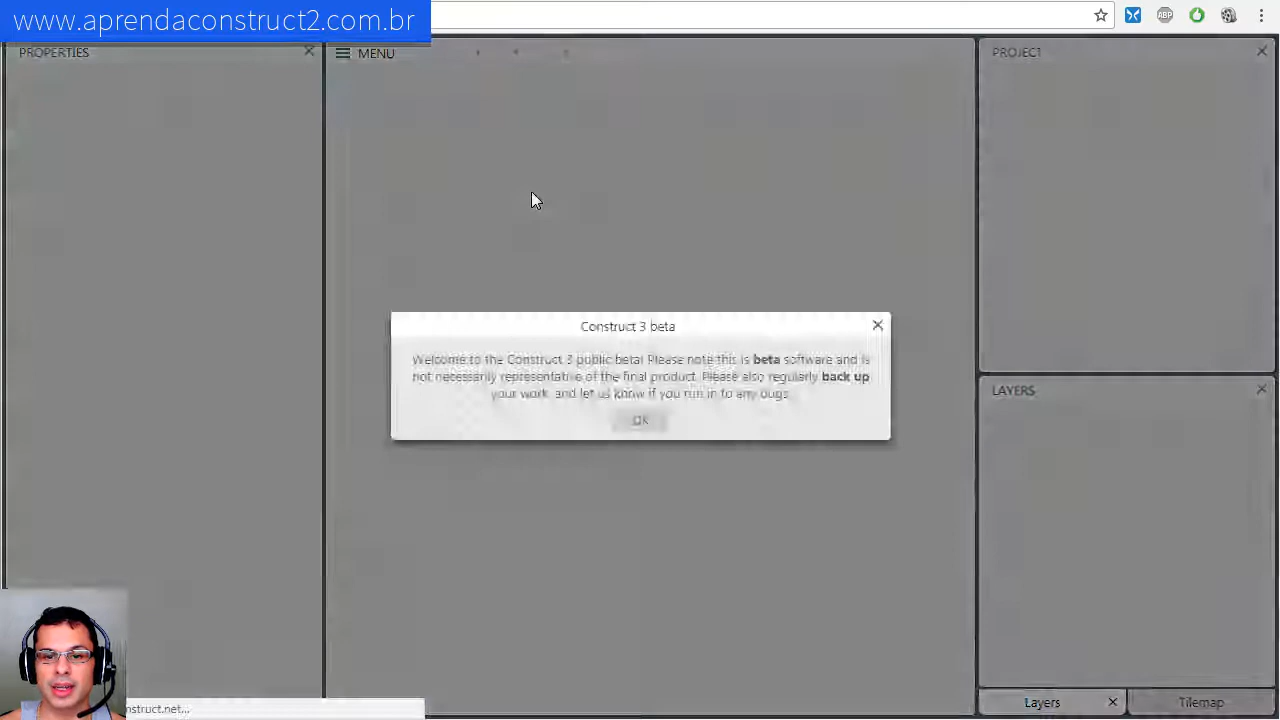 www.aprendaconstruct2.com.br
ABP
PROPERTIES
MENU
PROJECT
Construct 3 beta
Welcome to the Construct 3 public beta! Please note this is beta software and is
not necessarily representative of the final product. Please also regularly back up
your work, and let us know if you run in to any bugs.
OK
LAYERS
nstruct.net...
Layers
Tilemap